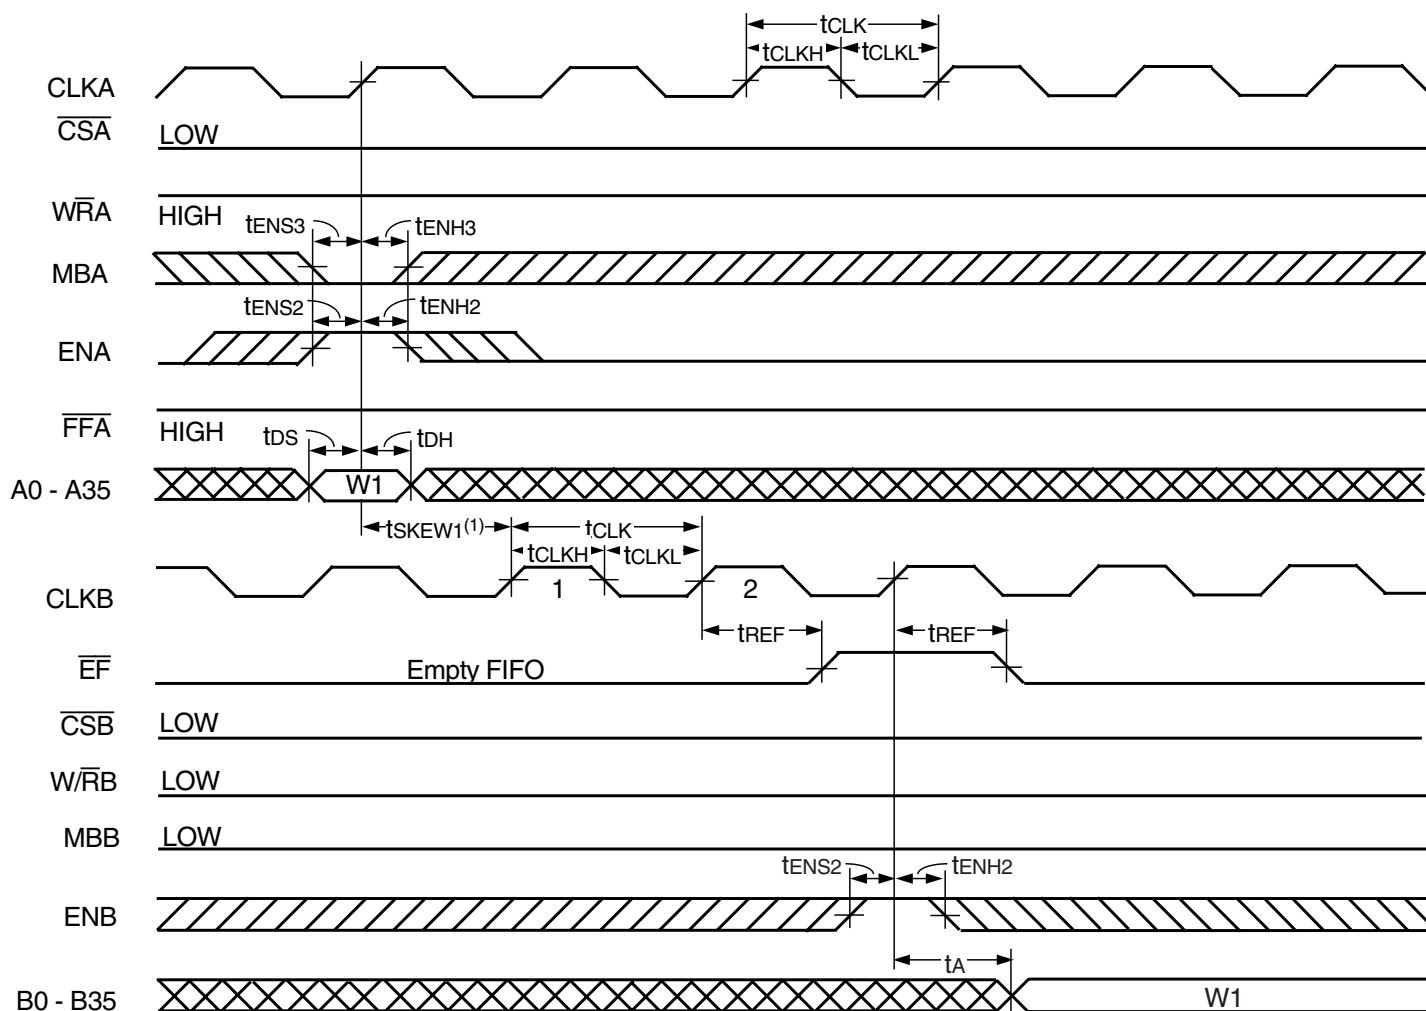 tCLK
tCLKH tCLKL
CLKA
CSA LOW
WRA HIGH
tENS3 tENH3
MBA
tENS2 tENH2
ENA
FFA HIGH
tDS tDH
A0 - A35 W1
tSKEW1(1) tCLK
tCLKH tCLKL
CLKB 1 2
tREF tREF
EF Empty FIFO
CSB LOW
W/RB LOW
MBB LOW
tENS2 tENH2
ENB
tA
B0 - B35 W1